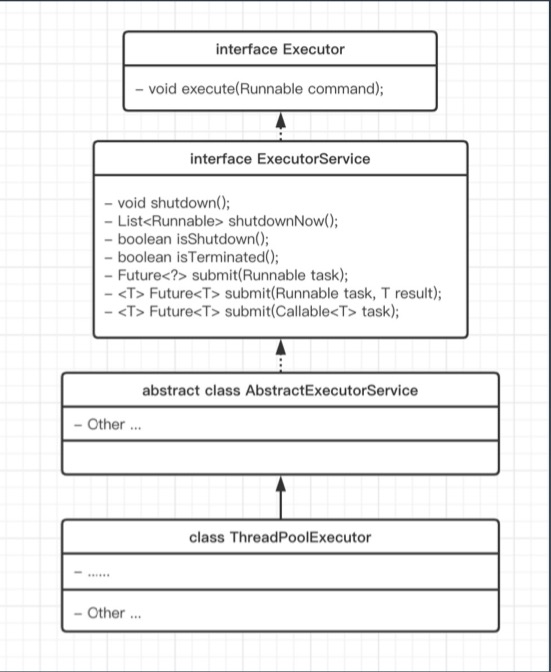 interface Executor
– void execute(Runnable command);
interface ExecutorService
– void shutdown();
– List<Runnable> shutdownNow();
– boolean isShutdown();
– boolean isTerminated();
– Future<?> submit(Runnable task);
– <T> Future<T> submit(Runnable task, T result);
– <T> Future<T> submit(Callable<T> task);
abstract class AbstractExecutorService
– Other ...
class ThreadPoolExecutor
– ......
– Other ...